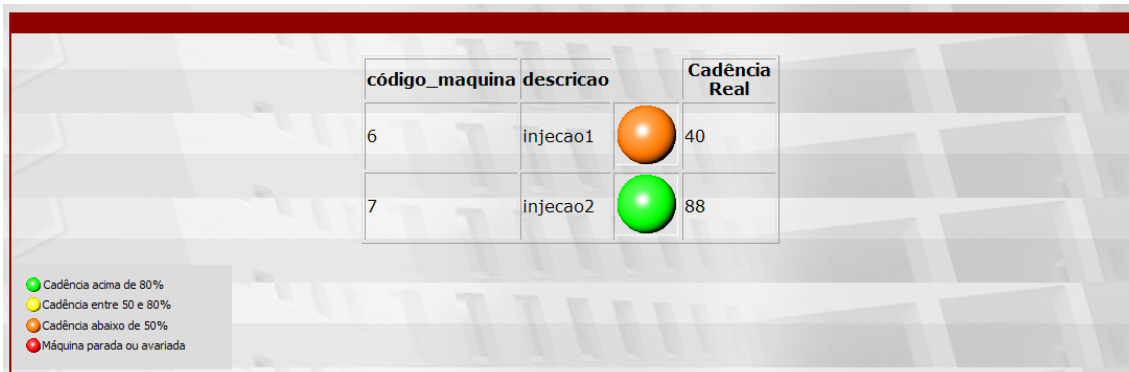 código_maquina descricao Cadência Real
6 injecao1 40
7 injecao2 88
Cadência acima de 80%
Cadência entre 50 e 80%
Cadência abaixo de 50%
Máquina parada ou avariada